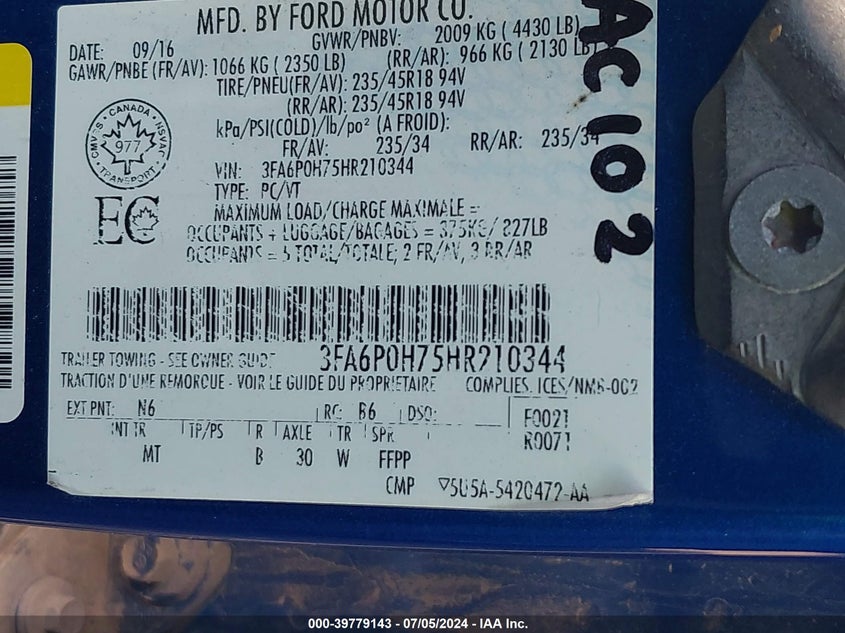 MFD. BY FORD MOTOR CO.
DATE: 09/16 GVWR/PNBV: 2009 KG ( 4430 LB)
GAWR/PNBE (FR/AV): 1066 KG ( 2350 LB) (RR/AR): 966 KG ( 2130 LB)
TIRE/PNEU(FR/AV): 235/45R18 94V
(RR/AR): 235/45R18 94V
kPa/PSI(COLD)/lb/po² (A FROID):
FR/AV: 235/34 RR/AR: 235/34
VIN: 3FA6P0H75HR210344
TYPE: PC/VT
MAXIMUM LOAD/CHARGE MAXIMALE =
OCCUPANTS + LUGGAGE/BAGAGES = 375KG/ 827LB
OCCUPANTS = 5 TOTAL/TOTALE; 2 FR/AV, 3 RR/AR
CANADA
CMVSS 977 NSVAC
TRANSPORT
EC
3FA6P0H75HR210344
TRAILER TOWING - SEE OWNER GUIDE
TRACTION D'UNE REMORQUE - VOIR LE GUIDE DU PROPRIETAIRE COMPLIES. ICES/NMB-002
EXT PNT: N6 RC: B6 DSO: F0021
INT TR TP/PS R AXLE TR SPR R0071
MT B 30 W FFPP
CMP 5U5A-5420472-AA
AC102
000-39779143 - 07/05/2024 - IAA Inc.